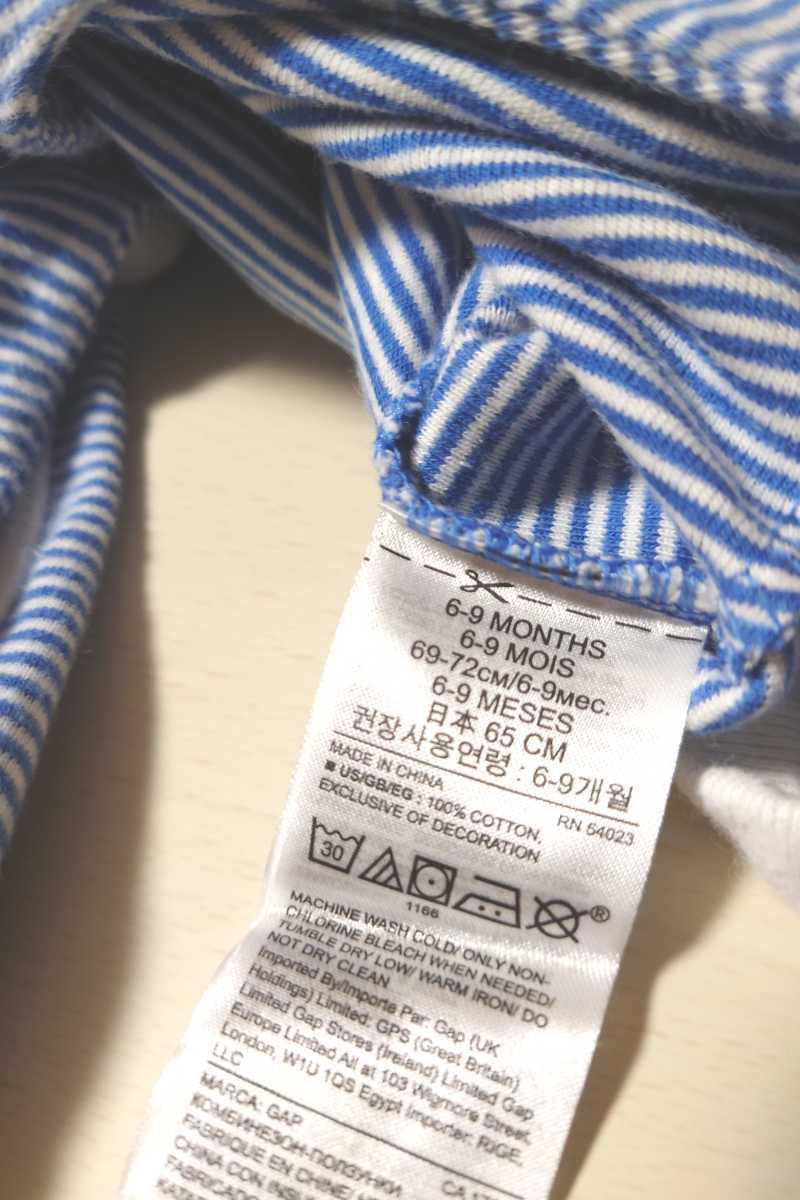 6-9 MONTHS
6-9 MOIS
69-72см/6-9мес.
6-9 MESES
日本 65 CM
권장사용연령 : 6-9개월
MADE IN CHINA
■ US/GB/EG : 100% COTTON,
EXCLUSIVE OF DECORATION
RN 54023
30
®
1166
MACHINE WASH COLD/ ONLY NON-
CHLORINE BLEACH WHEN NEEDED/
TUMBLE DRY LOW/ WARM IRON/ DO
NOT DRY CLEAN
Imported By/Importe Par: Gap (UK
Holdings) Limited: GPS (Great Britain)
Limited Gap Stores (Ireland) Limited Gap
Europe Limited All at 103 Wigmore Street,
London, W1U 1QS Egypt Importer: RIGE,
LLC
MARCA: GAP
КОМБИНЕЗОН-ПОЛЗУНКИ
FABRIQUE EN CHINE/
CHINA CON
FABRICADO
CA